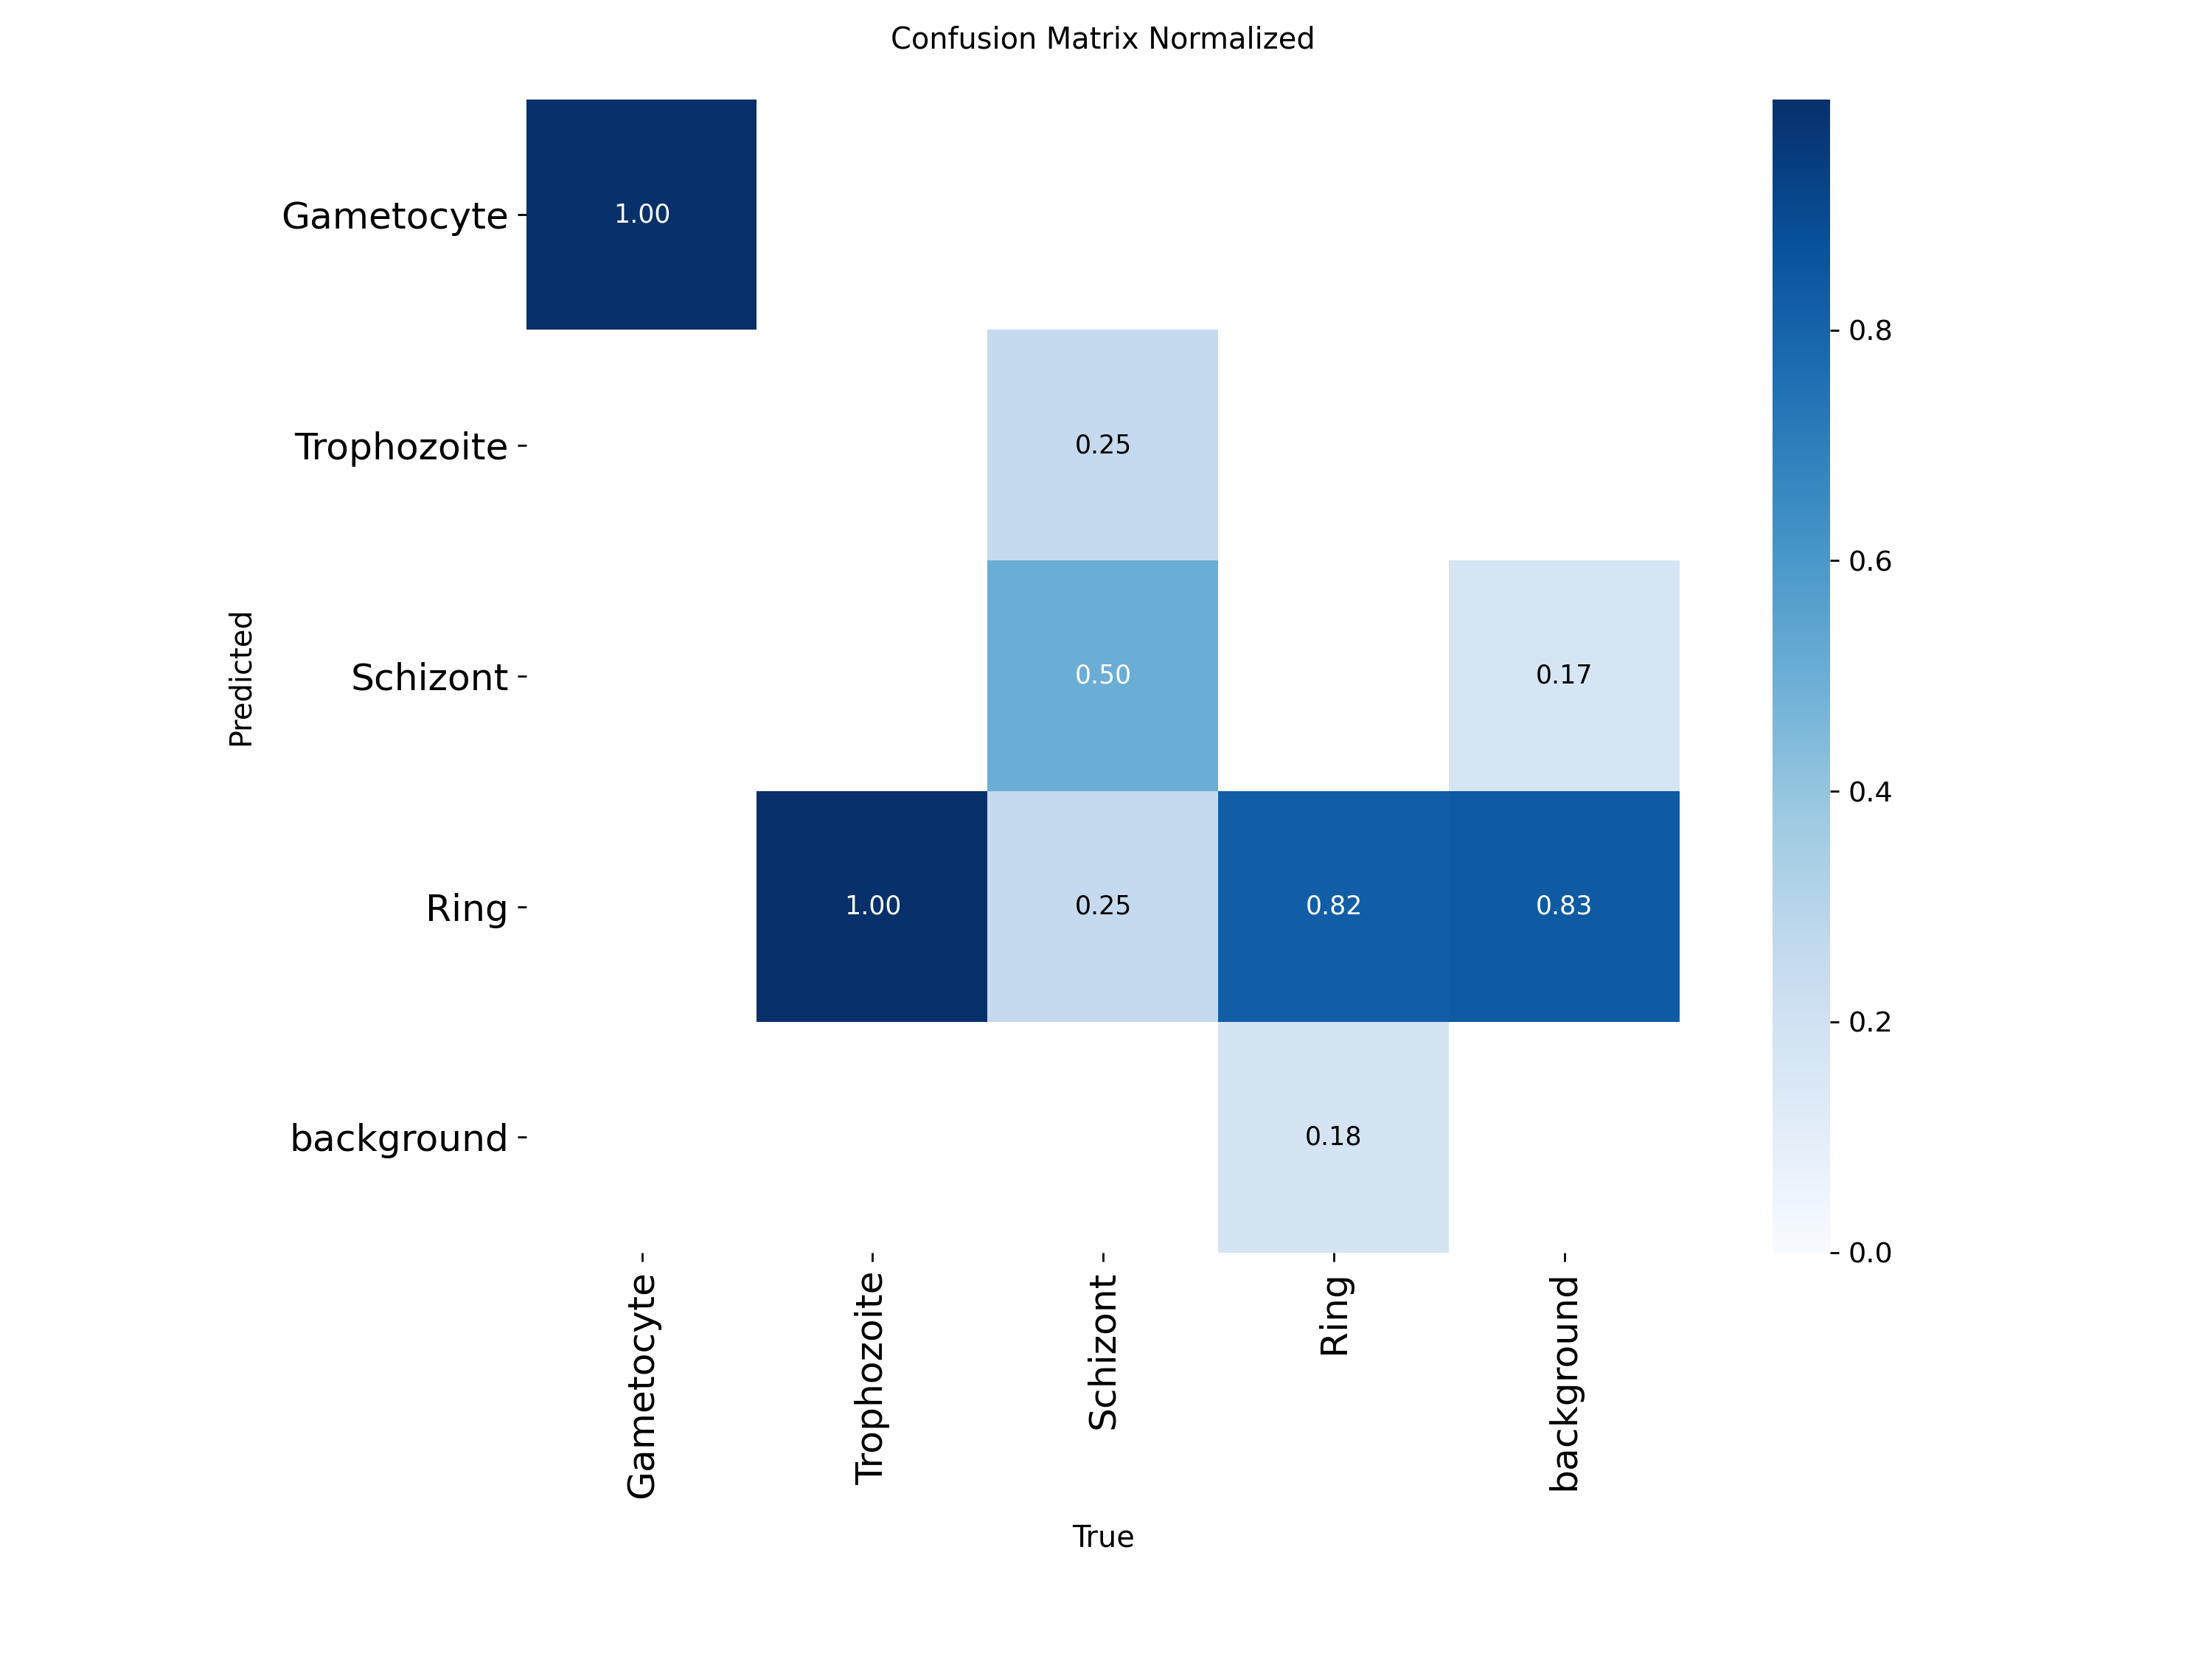 Confusion Matrix Normalized
Gametocyte
1.00
0.8
Trophozoite
0.25
0.6
Predicted
Schizont
0.50
0.17
0.4
Ring
1.00
0.25
0.82
0.83
0.2
background
0.18
0.0
Gametocyte
Trophozoite
Schizont
Ring
background
True